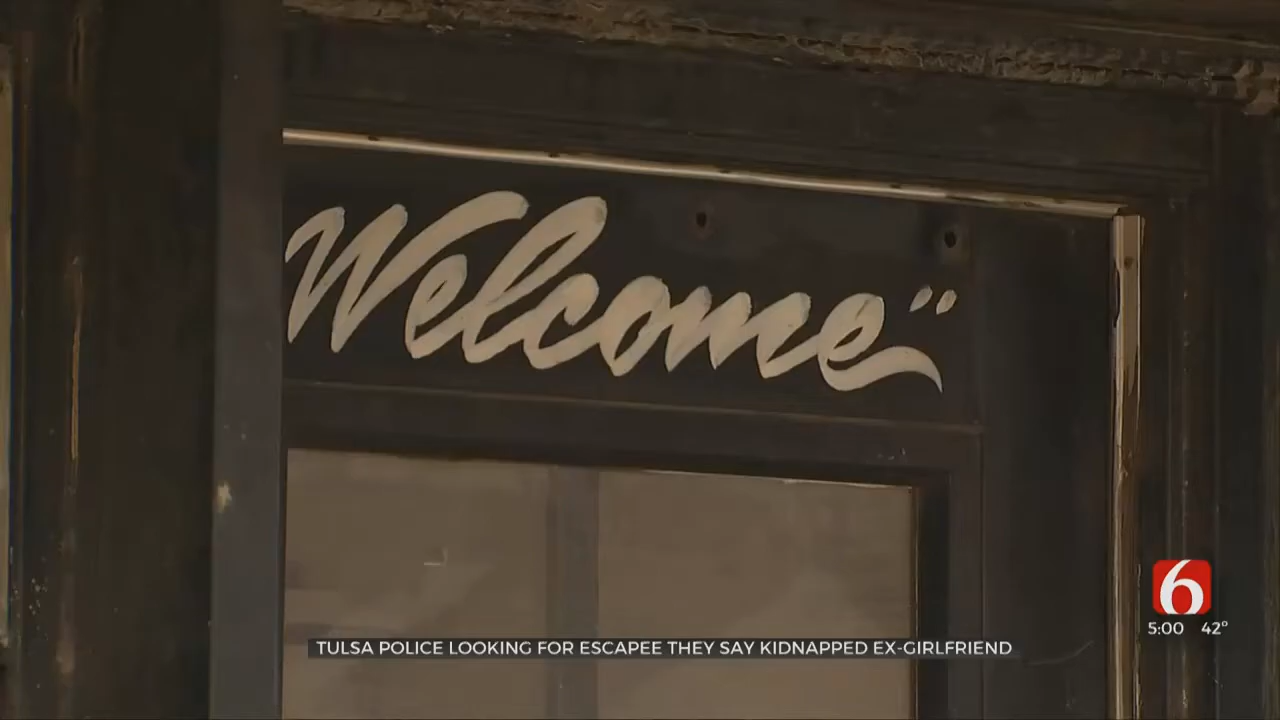 Welcome"
6
5:00 42°
TULSA POLICE LOOKING FOR ESCAPEE THEY SAY KIDNAPPED EX-GIRLFRIEND